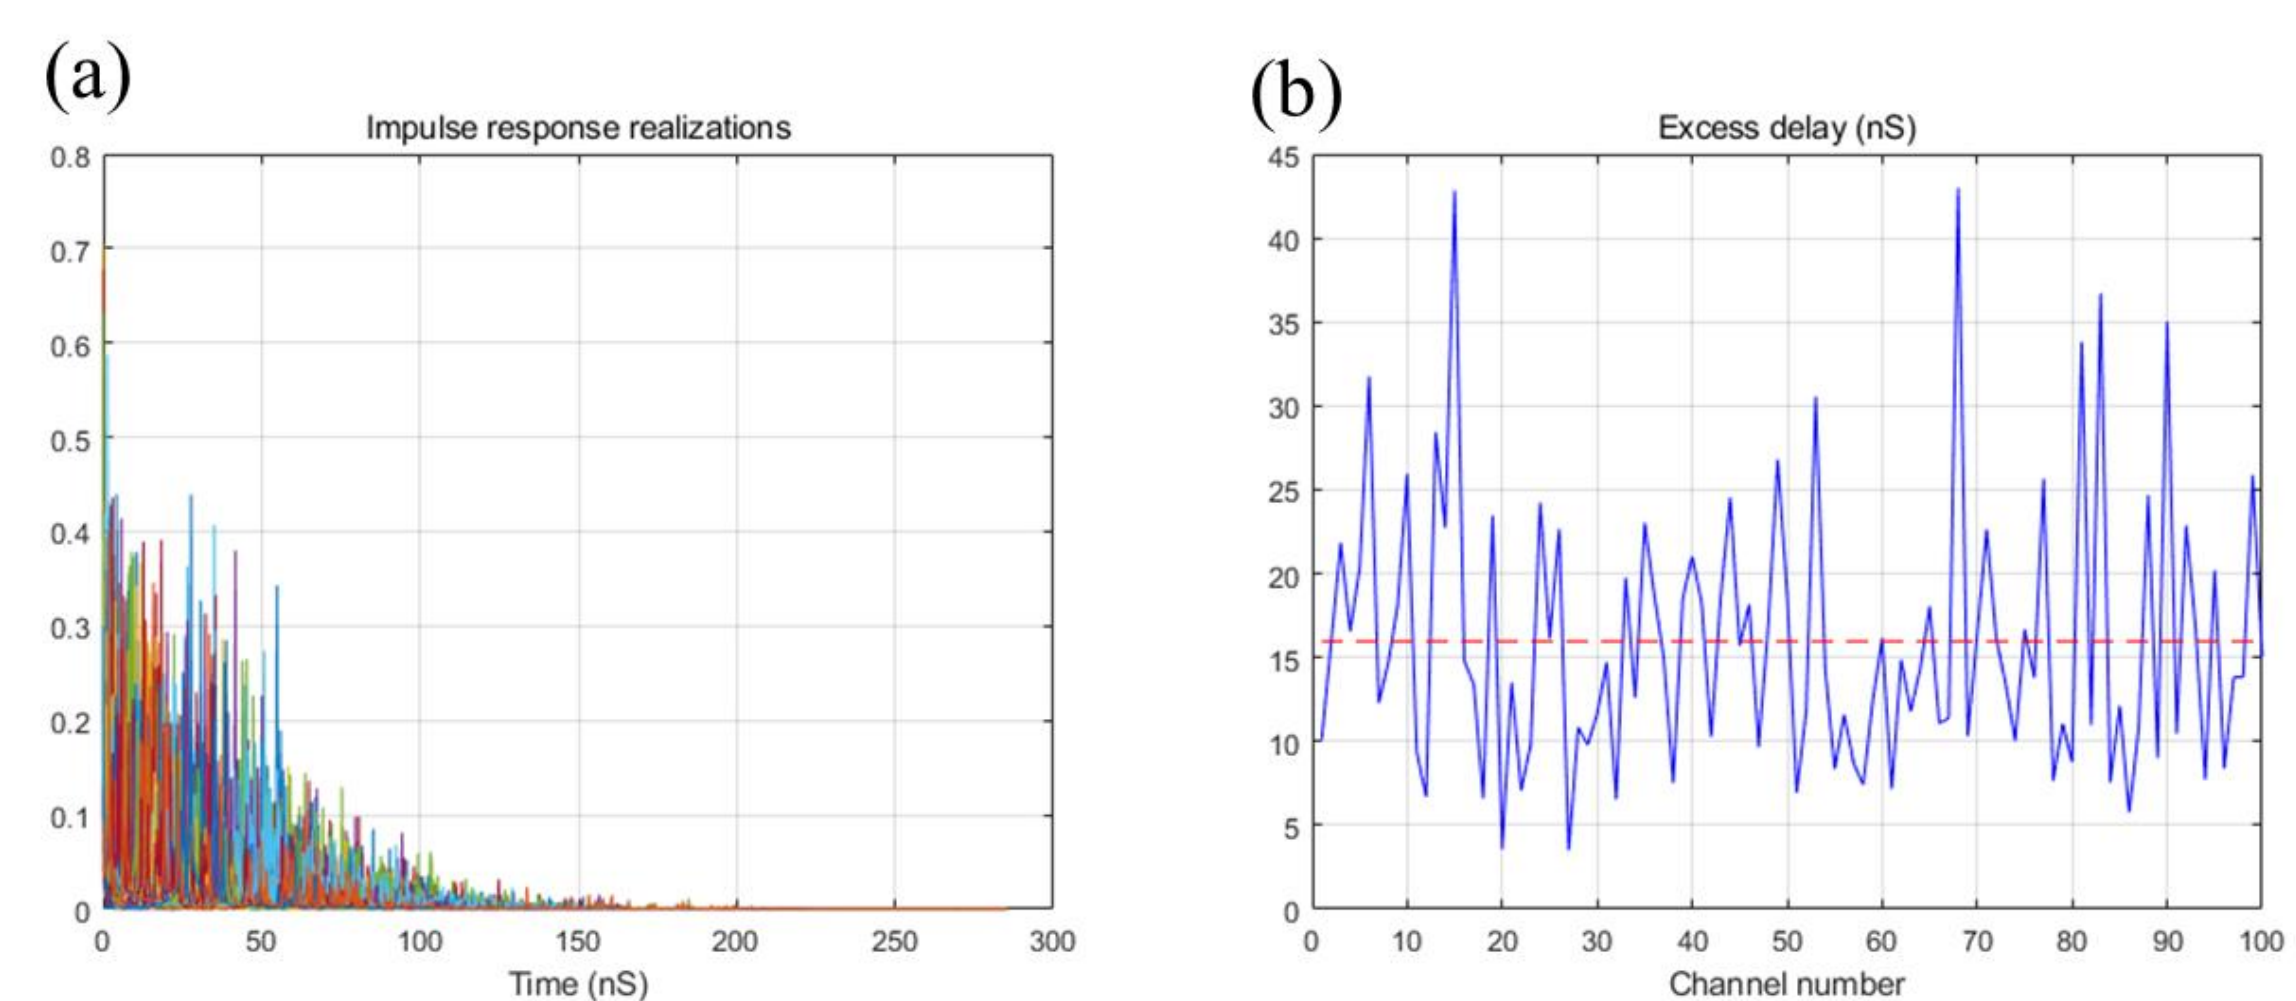 (a)
Impulse response realizations
0.8
0.7
0.6
0.5
0.4
0.3
0.2
0.1
0
0 50 100 150 200 250 300
Time (nS)
(b)
Excess delay (nS)
45
40
35
30
25
20
15
10
5
0
0 10 20 30 40 50 60 70 80 90 100
Channel number